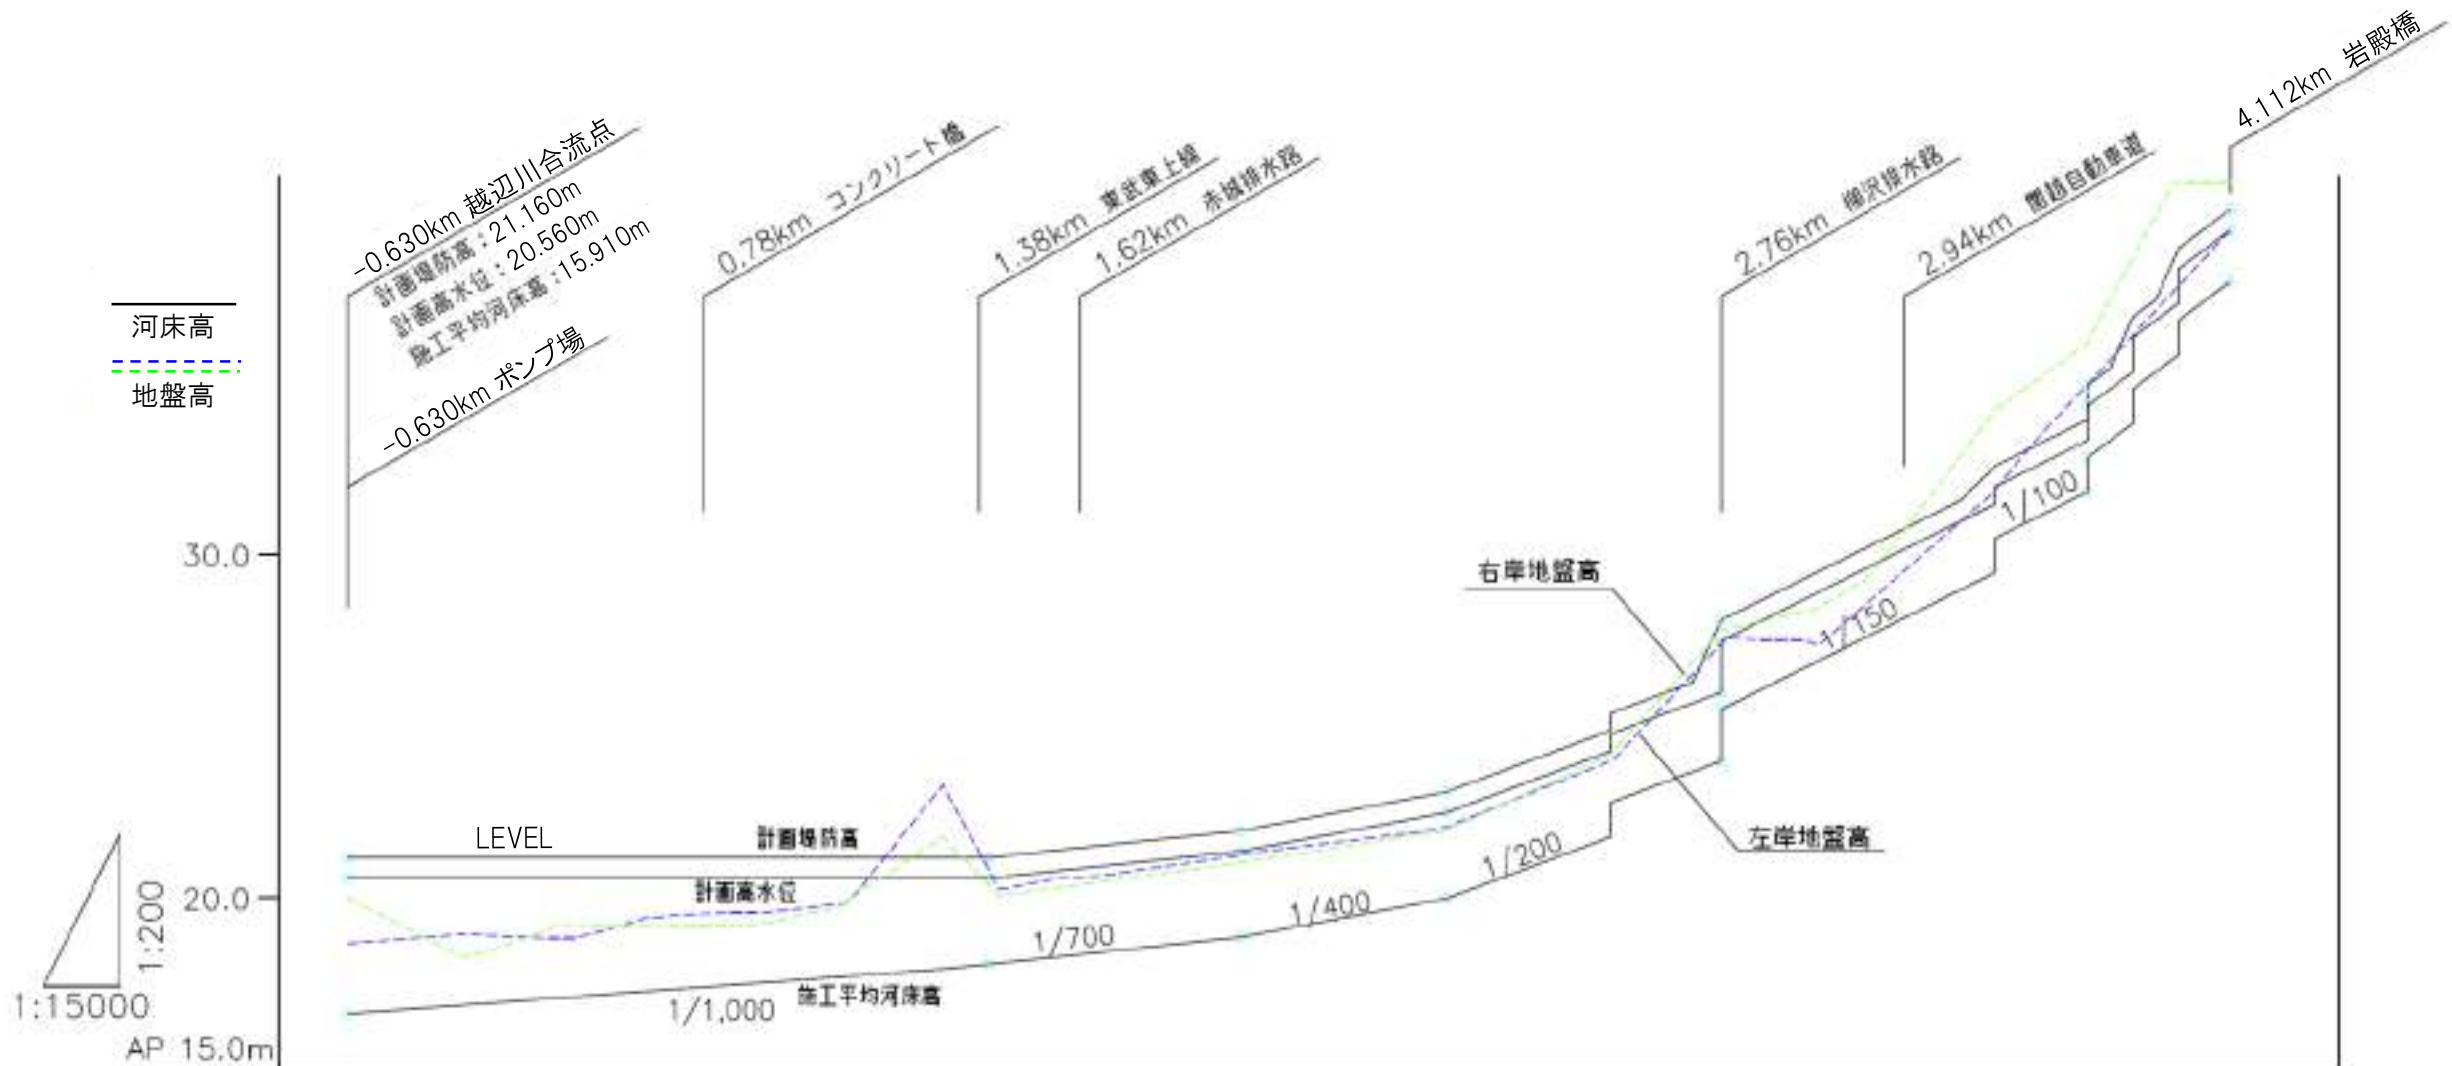 4.112km 岩殿橋
-0.630km 越辺川合流点
計画堤防高：21.160m
計画高水位：20.560m
施工平均河床高：15.910m
-0.630km ポンプ場
0.78km コンクリート橋
1.38km 東武東上線
1.62km 赤城排水路
2.76km 柳沢排水路
2.94km 関越自動車道
河床高
地盤高
30.0
20.0
AP 15.0m
1:200
1:15000
LEVEL
計画堤防高
計画高水位
施工平均河床高
右岸地盤高
左岸地盤高
1/1,000
1/700
1/400
1/200
1/150
1/100